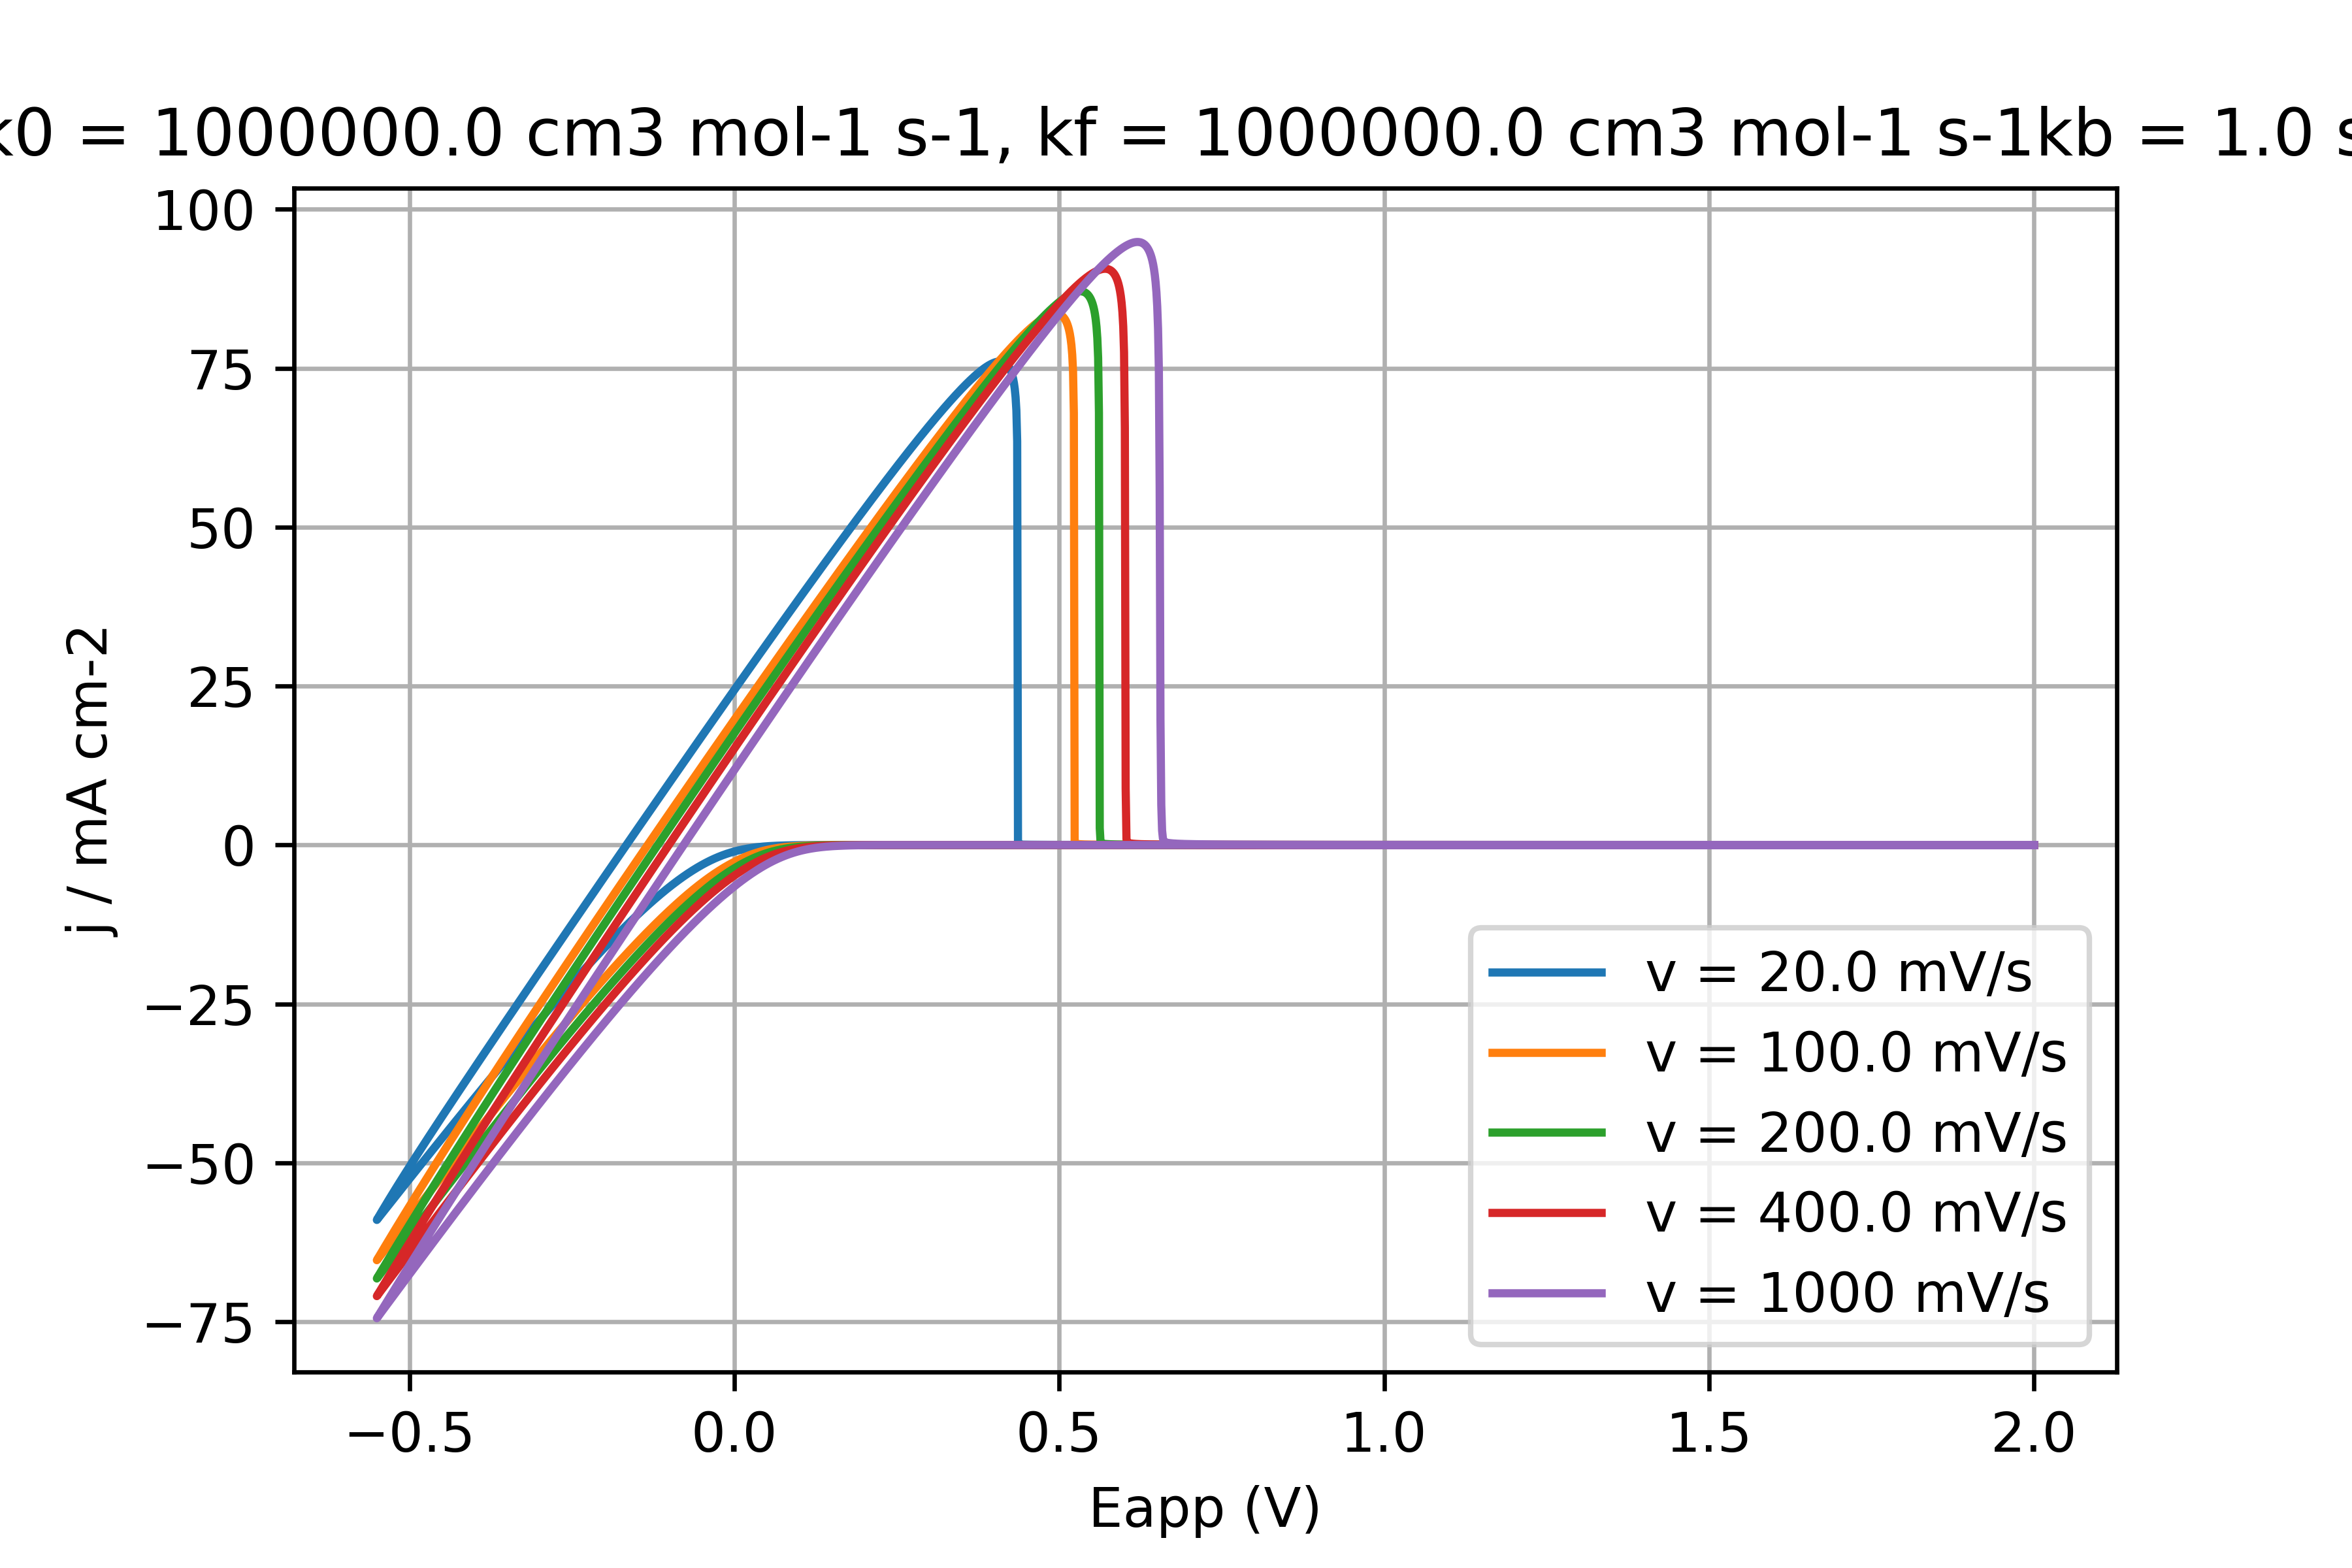 k0 = 1000000.0 cm3 mol-1 s-1, kf = 1000000.0 cm3 mol-1 s-1kb = 1.0 s
100
75
50
25
0
−25
−50
−75
j / mA cm-2
v = 20.0 mV/s
v = 100.0 mV/s
v = 200.0 mV/s
v = 400.0 mV/s
v = 1000 mV/s
−0.5 0.0 0.5 1.0 1.5 2.0
Eapp (V)